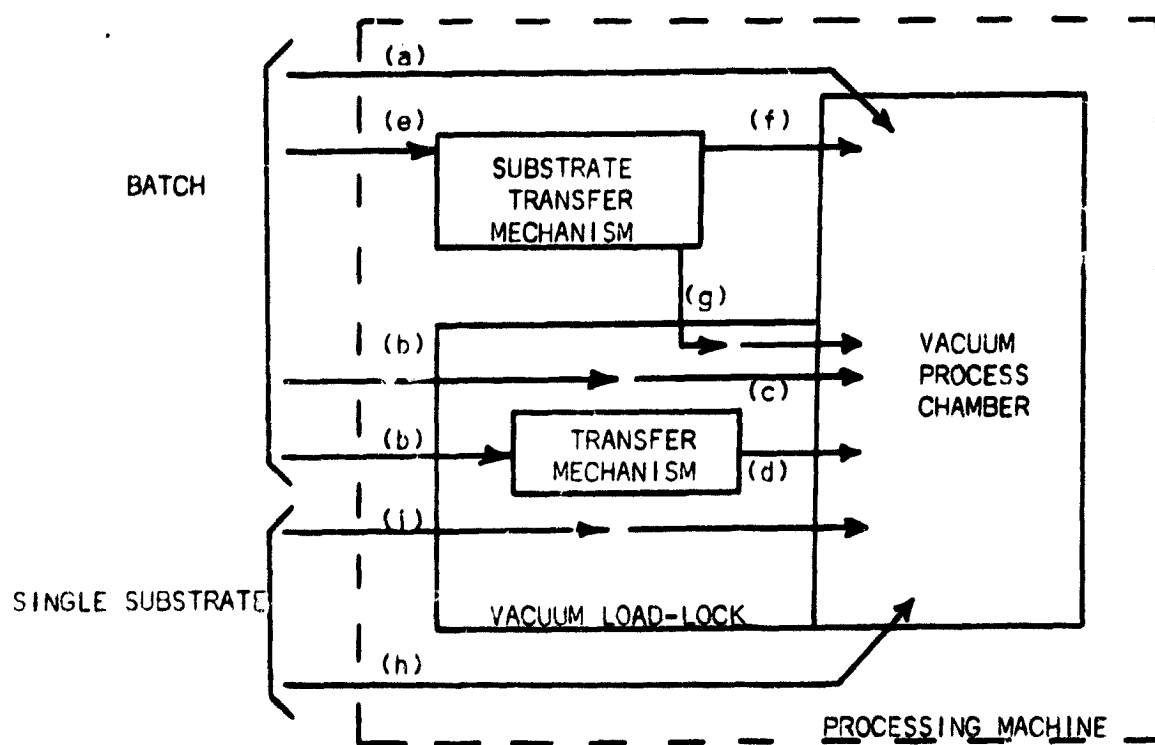 (a)
(e)
(f)
BATCH
SUBSTRATE
TRANSFER
MECHANISM
(g)
(b)
VACUUM
PROCESS
CHAMBER
(c)
(b)
TRANSFER
MECHANISM
(d)
(i)
SINGLE SUBSTRATE
VACUUM LOAD-LOCK
(h)
PROCESSING MACHINE